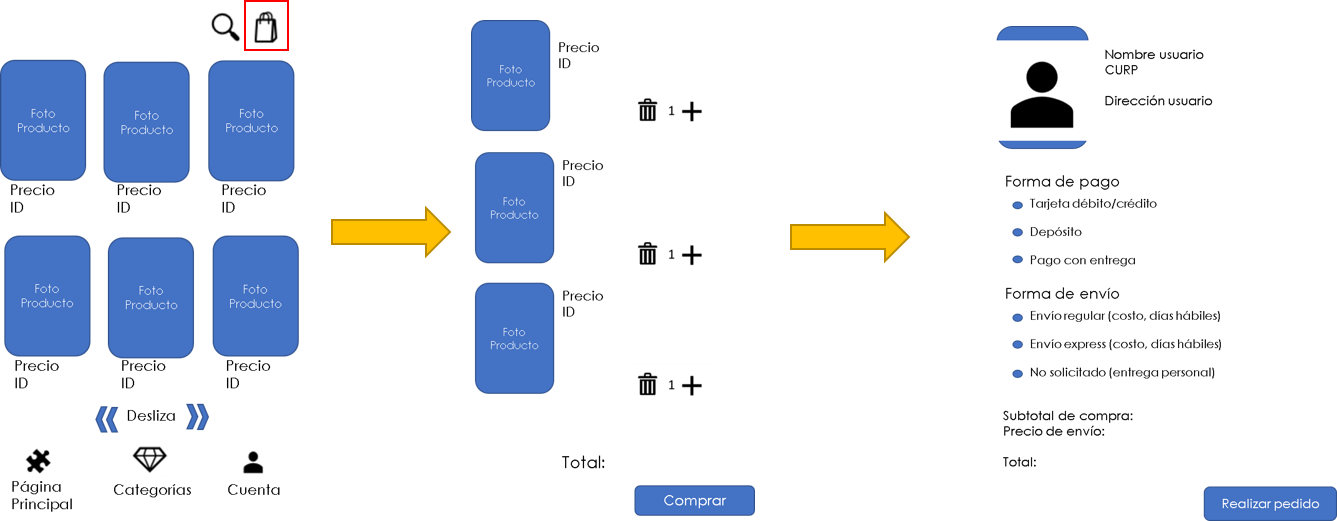 Foto
Producto
Foto
Producto
Foto
Producto
Precio
ID
Precio
ID
Precio
ID
Foto
Producto
Foto
Producto
Foto
Producto
Precio
ID
Precio
ID
Precio
ID
Desliza
Página
Principal
Categorías
Cuenta
Foto
Producto
Precio
ID
1
Foto
Producto
Precio
ID
1
Foto
Producto
Precio
ID
1
Total:
Comprar
Nombre usuario
CURP
Dirección usuario
Forma de pago
Tarjeta débito/crédito
Depósito
Pago con entrega
Forma de envío
Envío regular (costo, días hábiles)
Envío express (costo, días hábiles)
No solicitado (entrega personal)
Subtotal de compra:
Precio de envío:
Total:
Realizar pedido